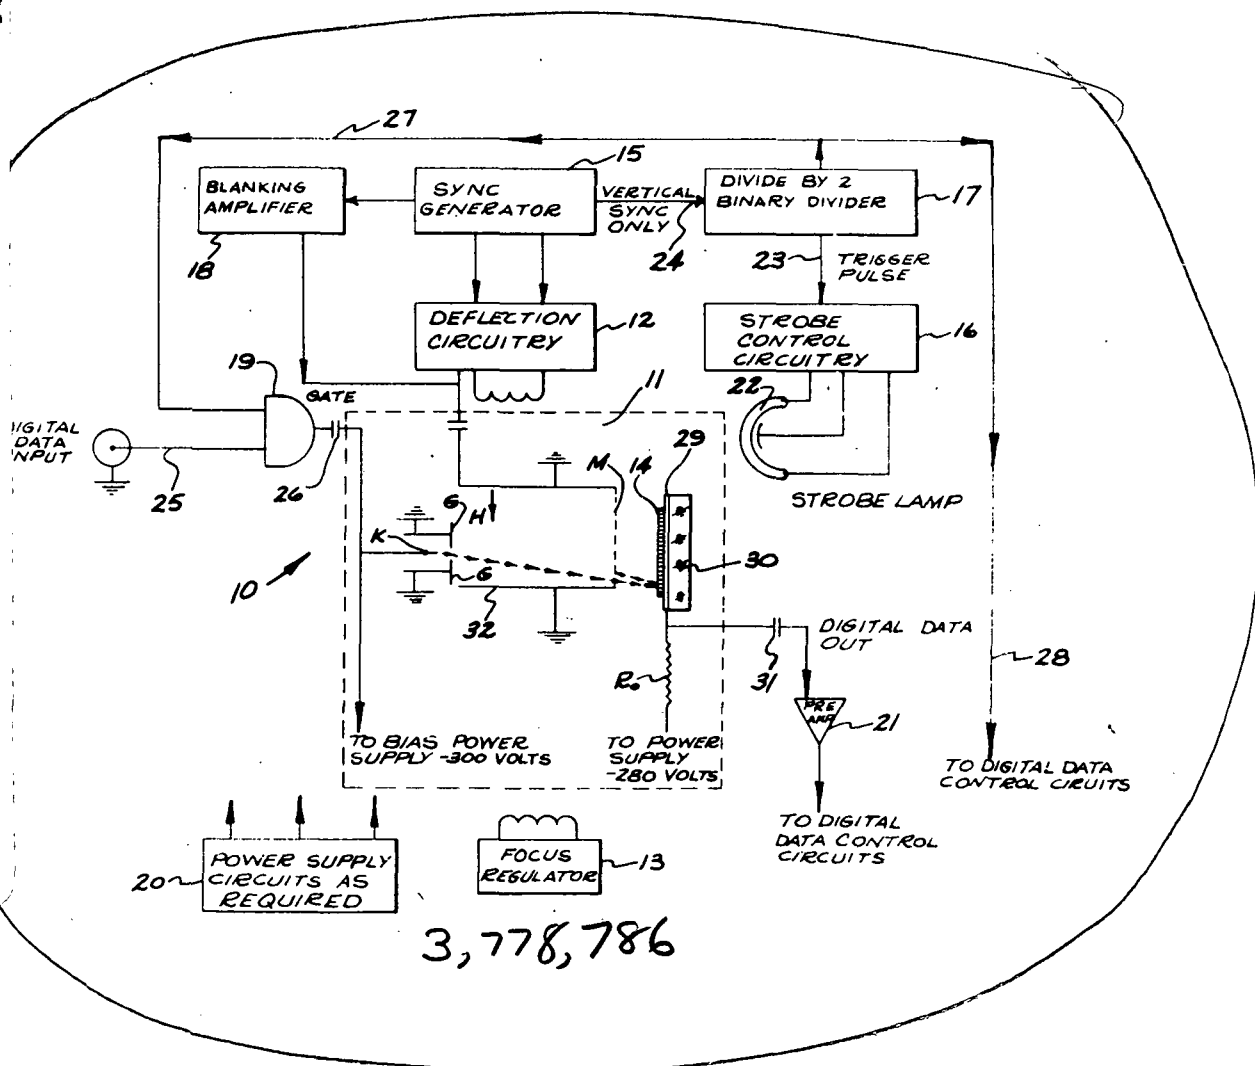 27
15
BLANKING
AMPLIFIER
SYNC
GENERATOR
VERTICAL
SYNC
ONLY
DIVIDE BY 2
BINARY DIVIDER
17
18
24
23
TRIGGER
PULSE
DEFLECTION
CIRCUITRY
12
STROBE
CONTROL
CIRCUITRY
16
19
GATE
11
22
IGITAL
DATA
NPUT
25
26
M
14
29
STROBE LAMP
G
H
K
G
30
10
32
DIGITAL DATA
OUT
31
28
R₀
PRE
AMP
21
TO BIAS POWER
SUPPLY -300 VOLTS
TO POWER
SUPPLY
-280 VOLTS
TO DIGITAL DATA
CONTROL CIRUITS
TO DIGITAL
DATA CONTROL
CIRCUITS
20
POWER SUPPLY
CIRCUITS AS
REQUIRED
FOCUS
REGULATOR
13
3,778,786